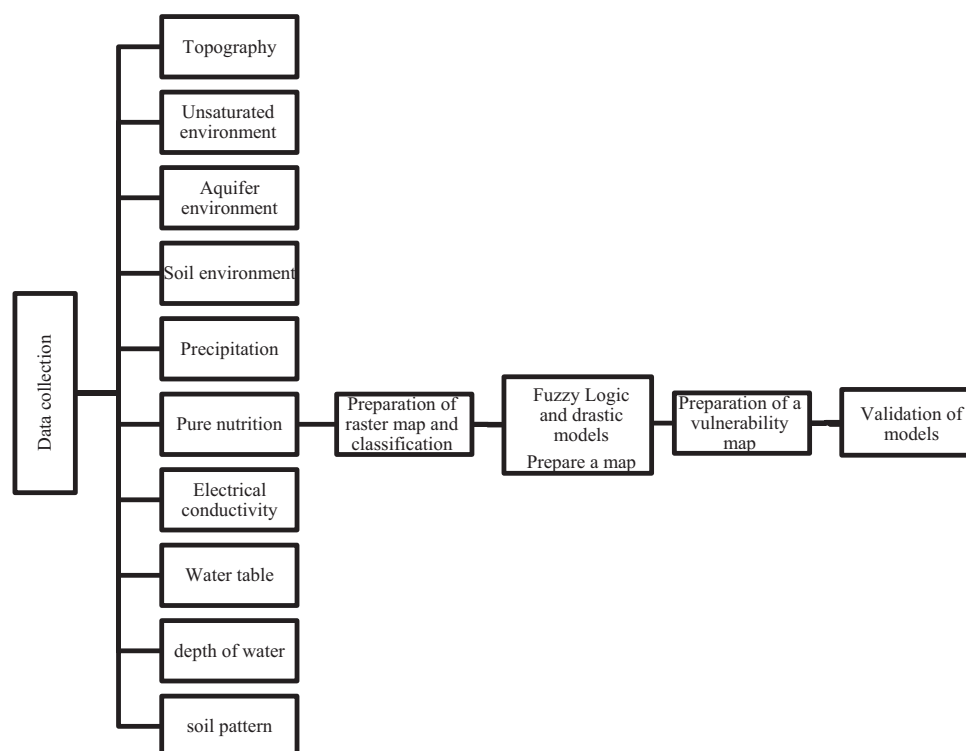 Data collection
Topography
Unsaturated
environment
Aquifer
environment
Soil environment
Precipitation
Pure nutrition
Electrical
conductivity
Water table
depth of water
soil pattern
Preparation of
raster map and
classification
Fuzzy Logic
and drastic
models
Prepare a map
Preparation of a
vulnerability
map
Validation of
models